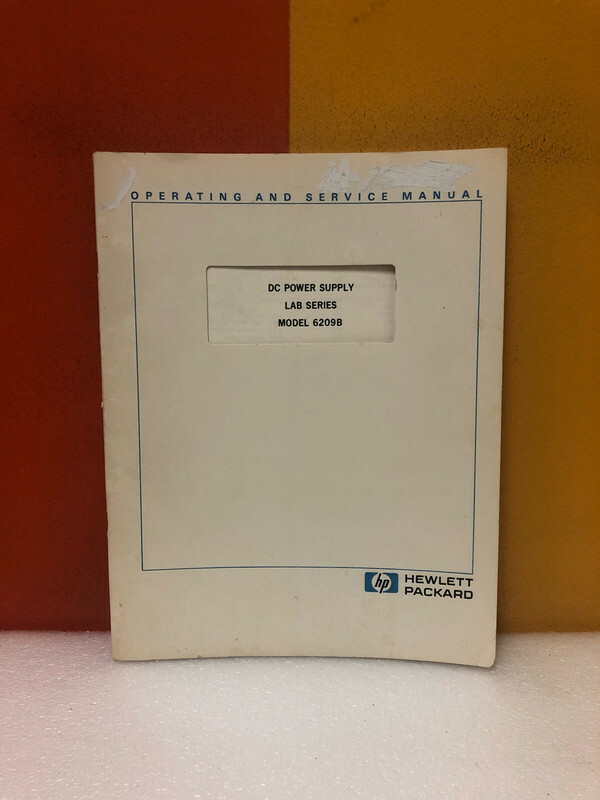 OPERATING AND SERVICE MANUAL
DC POWER SUPPLY
LAB SERIES
MODEL 6209B
hp HEWLETT
PACKARD